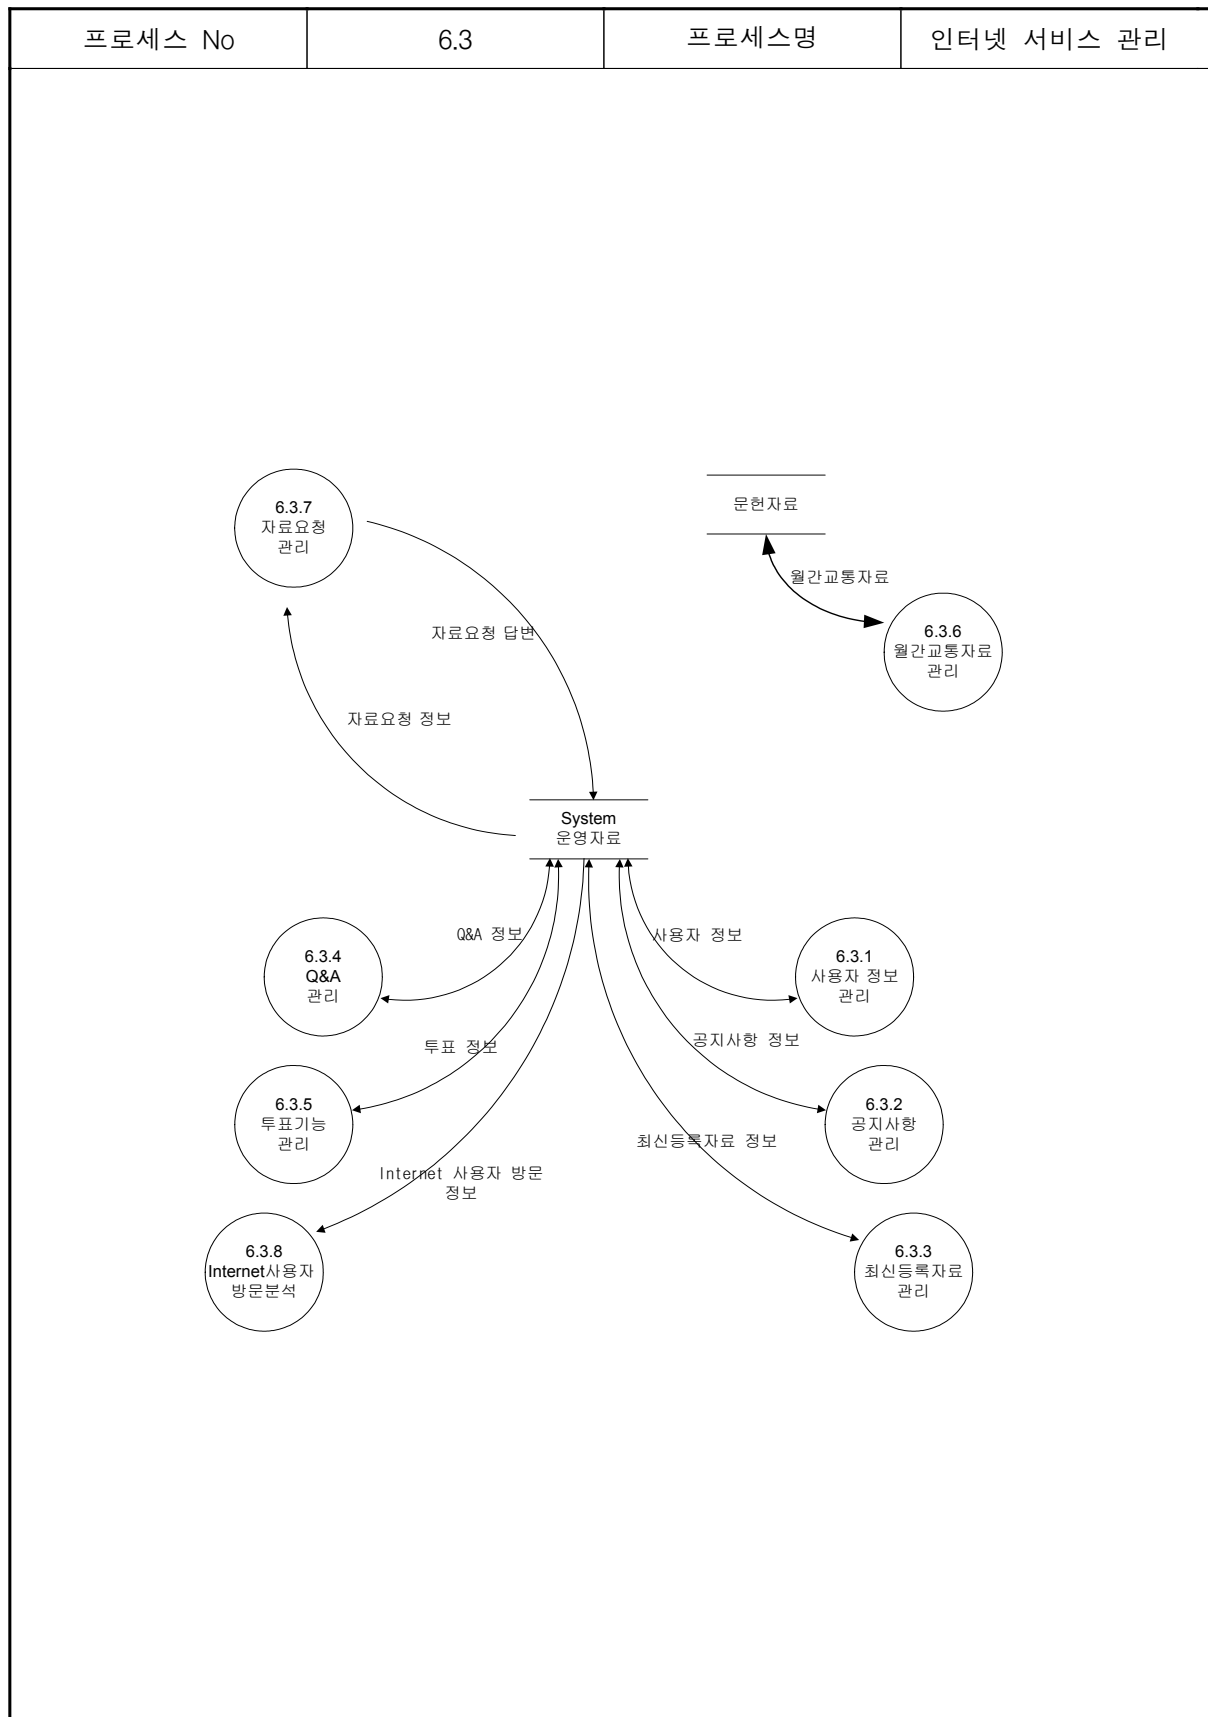 프로세스 No 6.3 프로세스명 인터넷 서비스 관리
6.3.7
자료요청
관리
문헌자료
월간교통자료
6.3.6
월간교통자료
관리
자료요청 답변
자료요청 정보
System
운영자료
Q&A 정보
사용자 정보
6.3.4
Q&A
관리
6.3.1
사용자 정보
관리
투표 정보
공지사항 정보
6.3.5
투표기능
관리
6.3.2
공지사항
관리
최신등록자료 정보
Internet 사용자 방문
정보
6.3.8
Internet사용자
방문분석
6.3.3
최신등록자료
관리